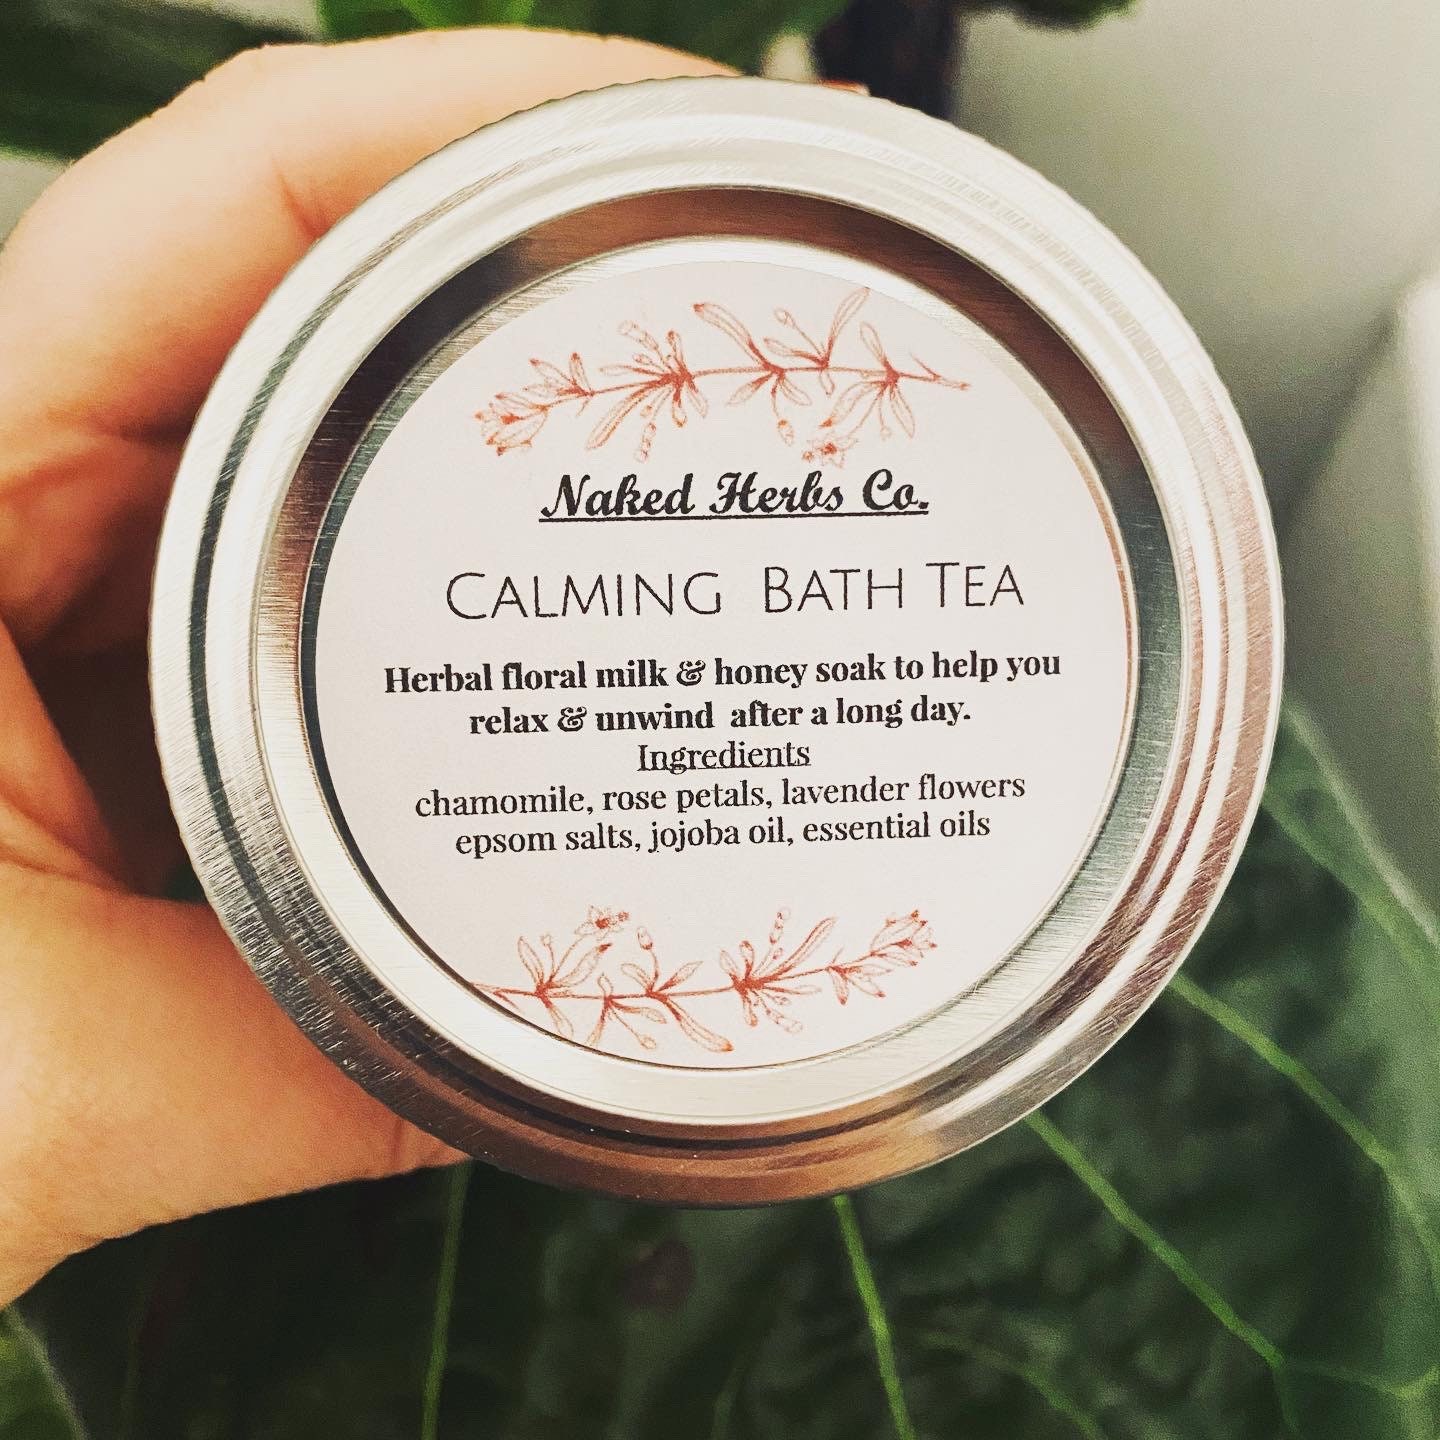 Naked Herbs Co.
CALMING BATH TEA
Herbal floral milk & honey soak to help you
relax & unwind after a long day.
Ingredients
chamomile, rose petals, lavender flowers
epsom salts, jojoba oil, essential oils